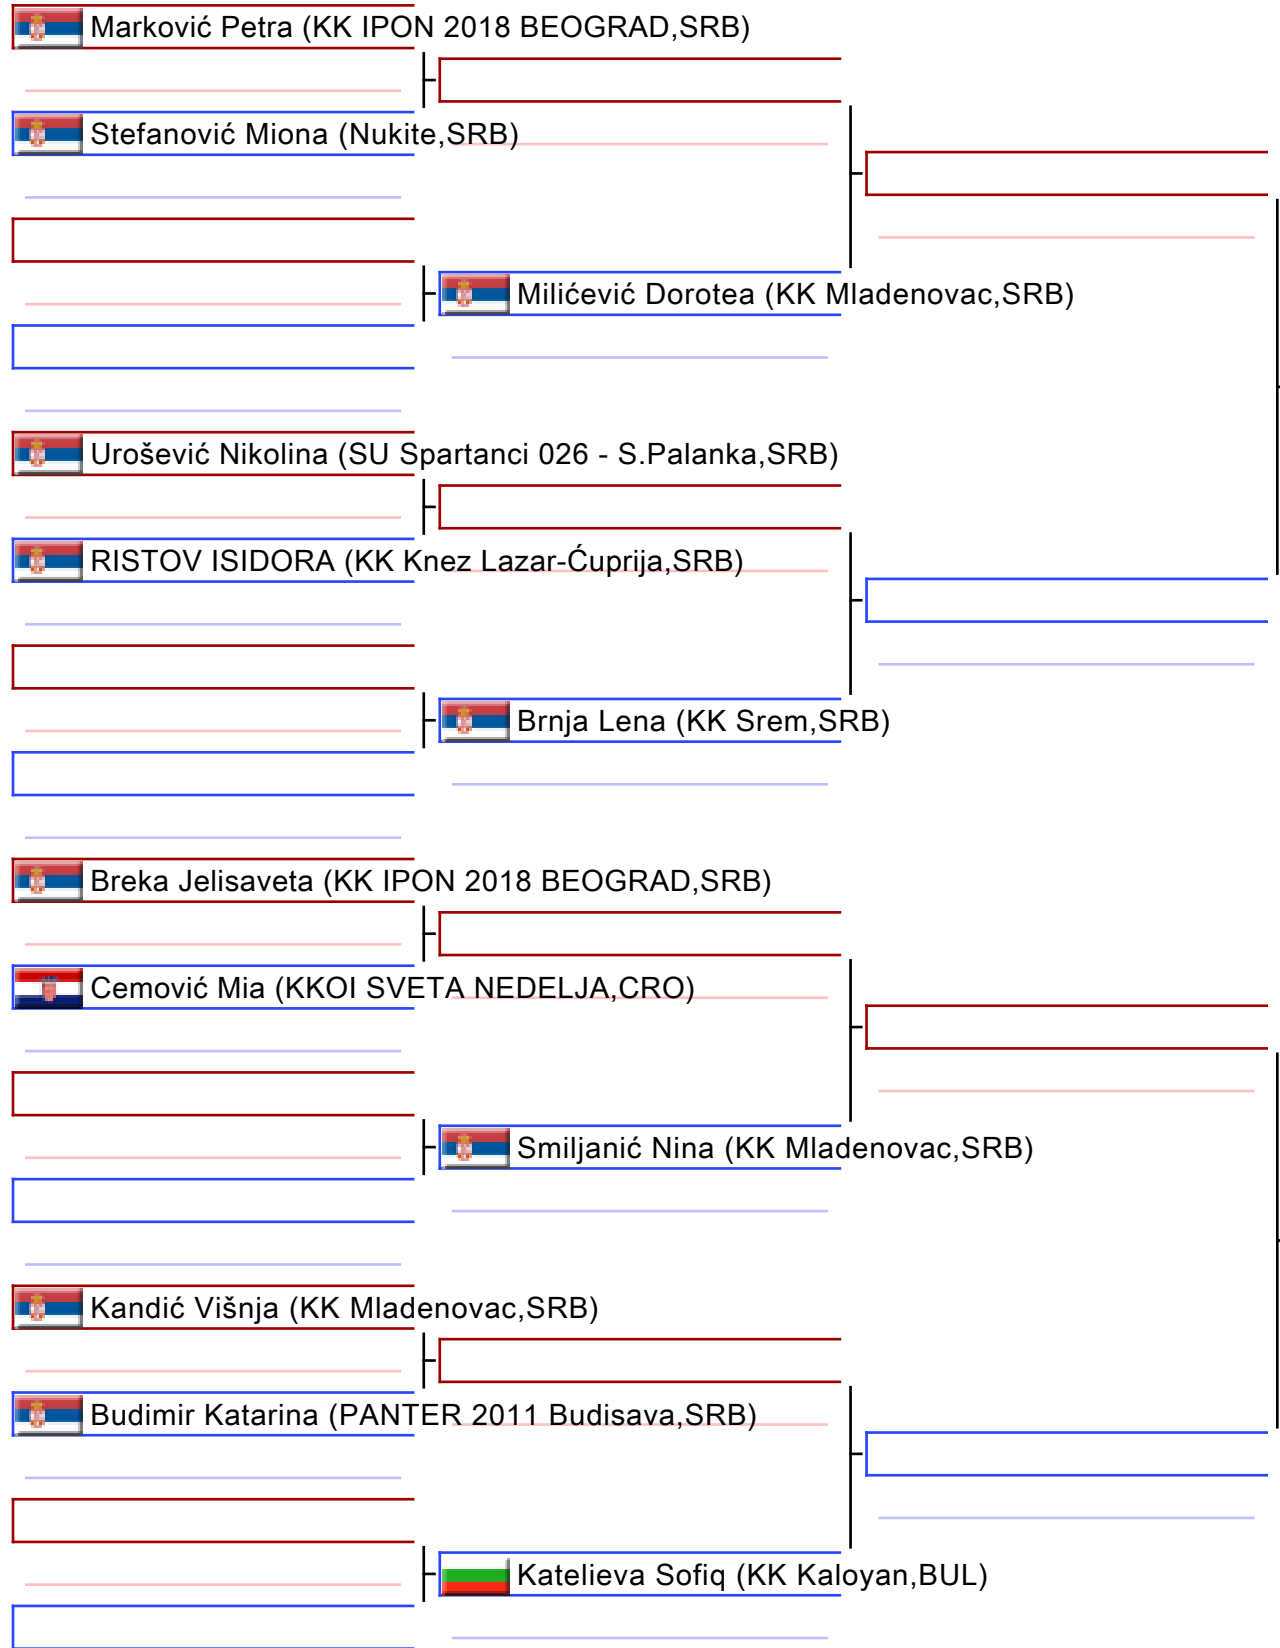 Marković Petra (KK IPON 2018 BEOGRAD,SRB)
Stefanović Miona (Nukite,SRB)
Milićević Dorotea (KK Mladenovac,SRB)
Urošević Nikolina (SU Spartanci 026 - S.Palanka,SRB)
RISTOV ISIDORA (KK Knez Lazar-Ćuprija,SRB)
Brnja Lena (KK Srem,SRB)
Breka Jelisaveta (KK IPON 2018 BEOGRAD,SRB)
Cemović Mia (KKOI SVETA NEDELJA,CRO)
Smiljanić Nina (KK Mladenovac,SRB)
Kandić Višnja (KK Mladenovac,SRB)
Budimir Katarina (PANTER 2011 Budisava,SRB)
Katelieva Sofiq (KK Kaloyan,BUL)